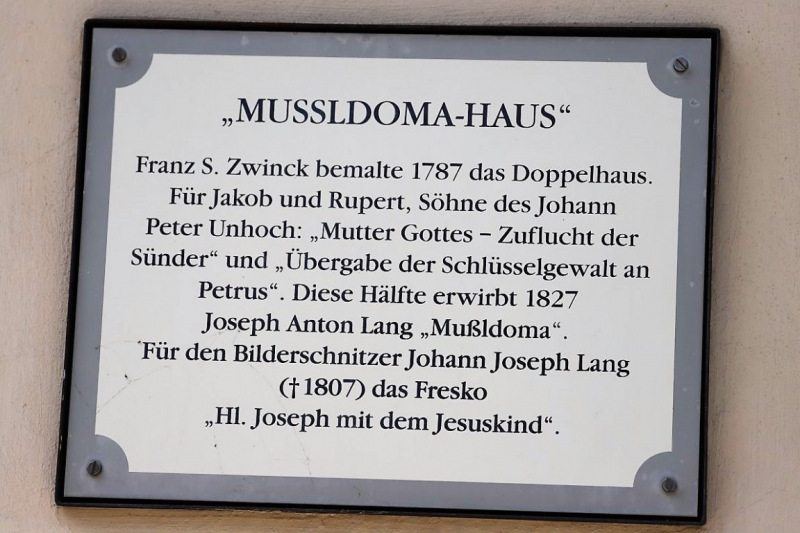 „MUSSLDOMA-HAUS“
Franz S. Zwinck bemalte 1787 das Doppelhaus.
Für Jakob und Rupert, Söhne des Johann
Peter Unhoch: „Mutter Gottes – Zuflucht der
Sünder“ und „Übergabe der Schlüsselgewalt an
Petrus“. Diese Hälfte erwirbt 1827
Joseph Anton Lang „Mußldoma“.
Für den Bilderschnitzer Johann Joseph Lang
(†1807) das Fresko
„Hl. Joseph mit dem Jesuskind“.